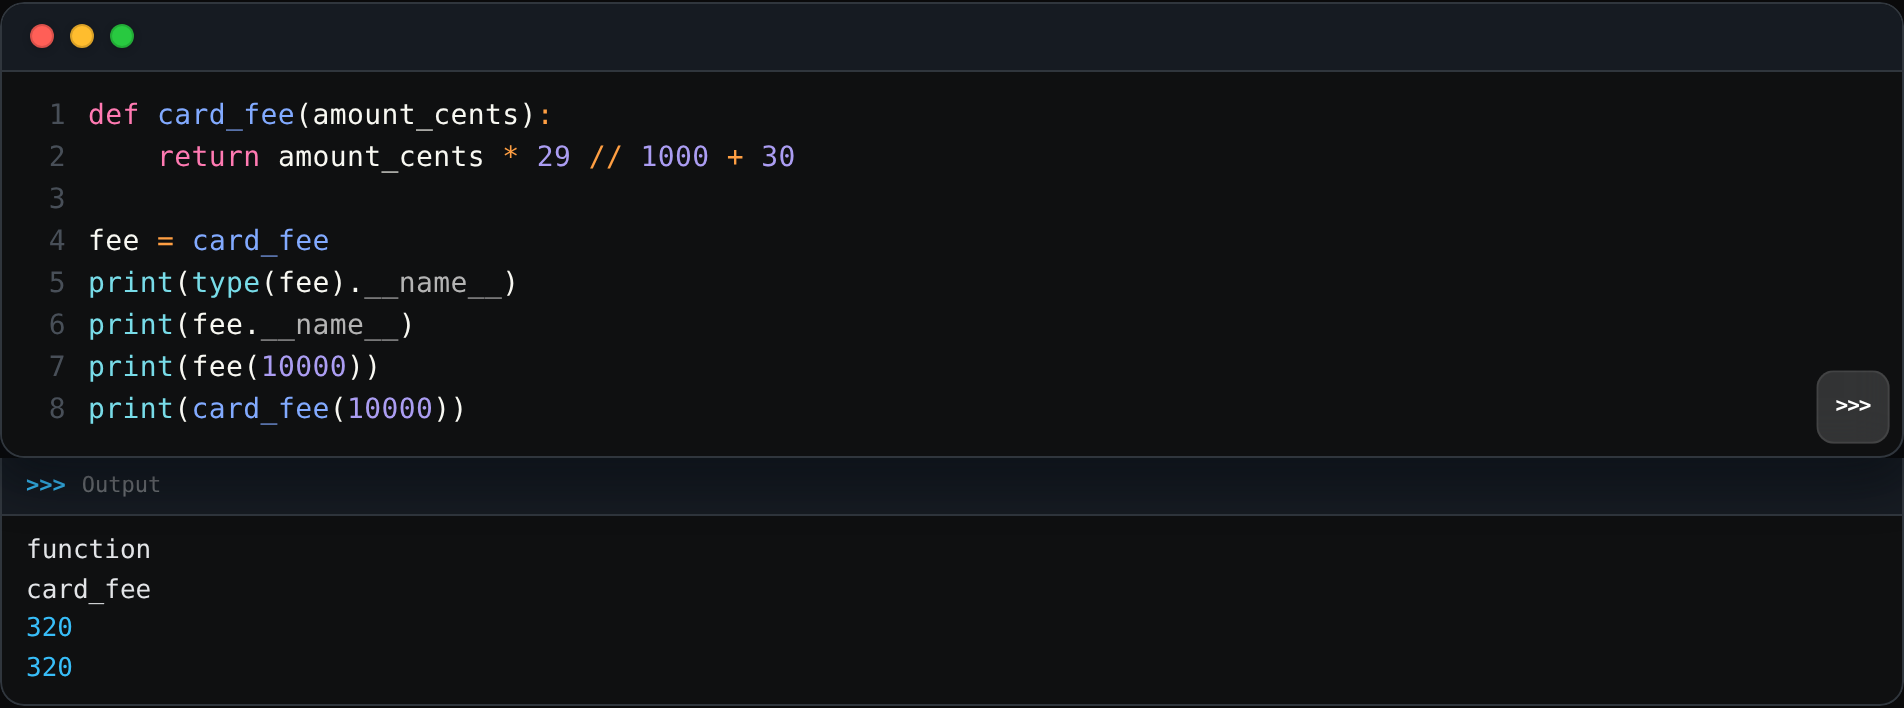 1 def card_fee(amount_cents):
2     return amount_cents * 29 // 1000 + 30
3
4 fee = card_fee
5 print(type(fee).__name__)
6 print(fee.__name__)
7 print(fee(10000))
8 print(card_fee(10000))
>>>
>>> Output
function
card_fee
320
320